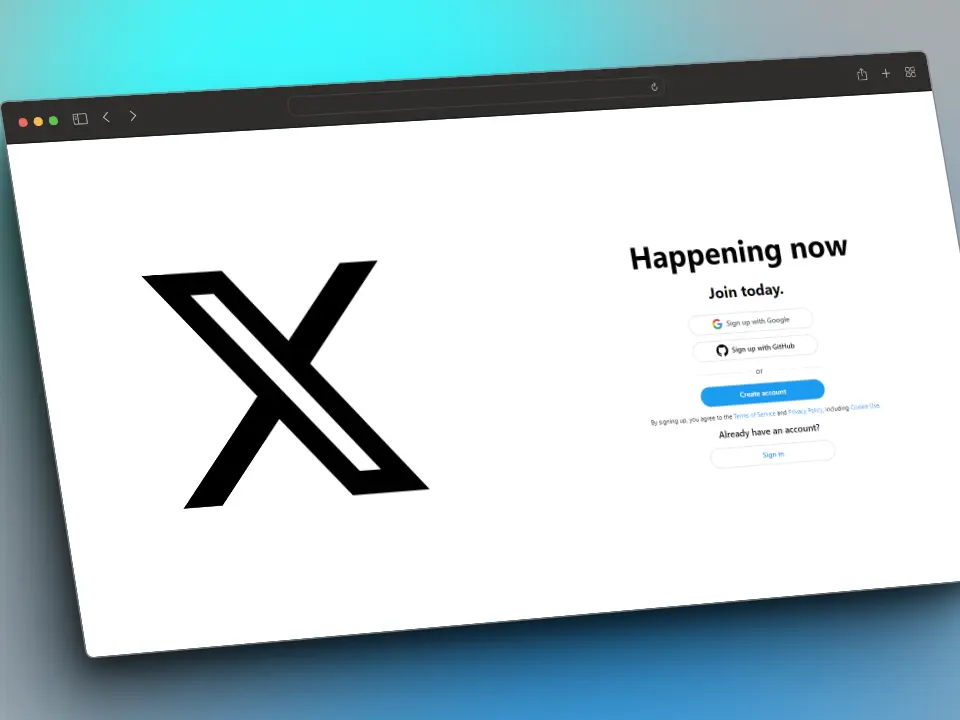 Happening now
Join today.
Sign up with Google
Sign up with GitHub
or
Create account
By signing up, you agree to the Terms of Service and Privacy Policy, including Cookie Use.
Already have an account?
Sign in